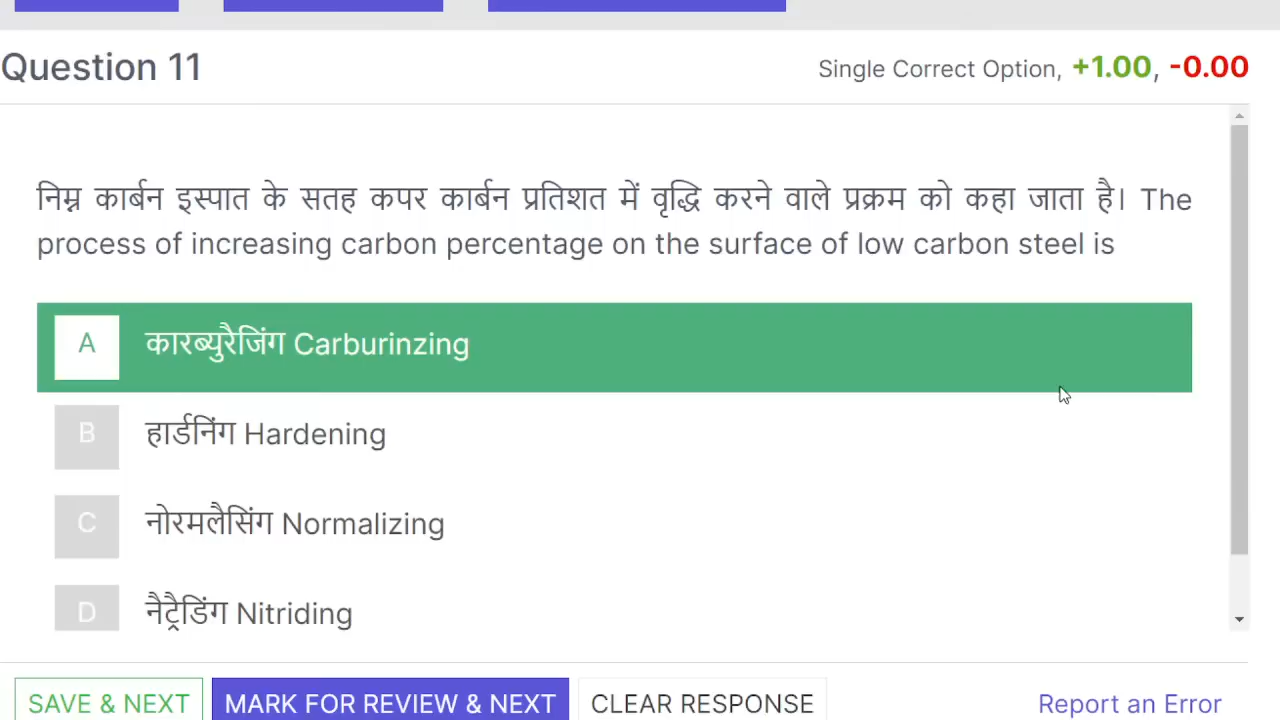 Question 11
Single Correct Option, +1.00, -0.00
निम्न कार्बन इस्पात के सतह कपर कार्बन प्रतिशत में वृद्धि करने वाले प्रक्रम को कहा जाता है। The
process of increasing carbon percentage on the surface of low carbon steel is
A कारब्युरैजिंग Carburinzing
B हार्डनिंग Hardening
C नोरमलैसिंग Normalizing
D नैट्रैडिंग Nitriding
SAVE & NEXT MARK FOR REVIEW & NEXT CLEAR RESPONSE Report an Error